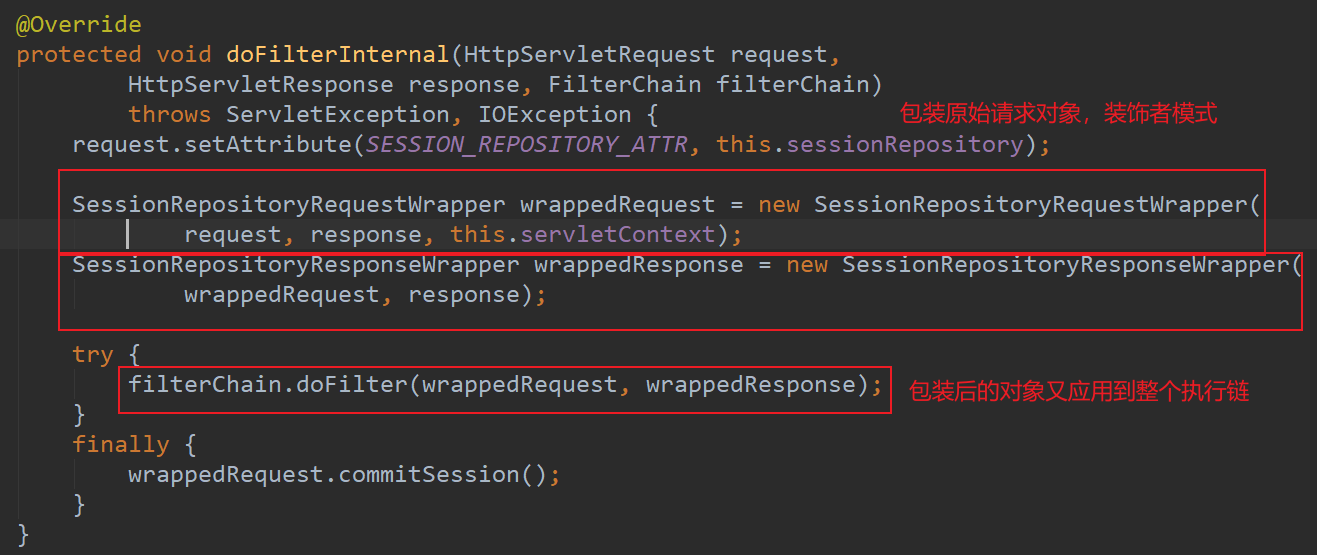 @Override
protected void doFilterInternal(HttpServletRequest request,
HttpServletResponse response, FilterChain filterChain)
throws ServletException, IOException {
包装原始请求对象，装饰者模式
request.setAttribute(SESSION_REPOSITORY_ATTR, this.sessionRepository);
SessionRepositoryRequestWrapper wrappedRequest = new SessionRepositoryRequestWrapper(
request, response, this.servletContext);
SessionRepositoryResponseWrapper wrappedResponse = new SessionRepositoryResponseWrapper(
wrappedRequest, response);
try {
filterChain.doFilter(wrappedRequest, wrappedResponse);
包装后的对象又应用到整个执行链
}
finally {
wrappedRequest.commitSession();
}
}